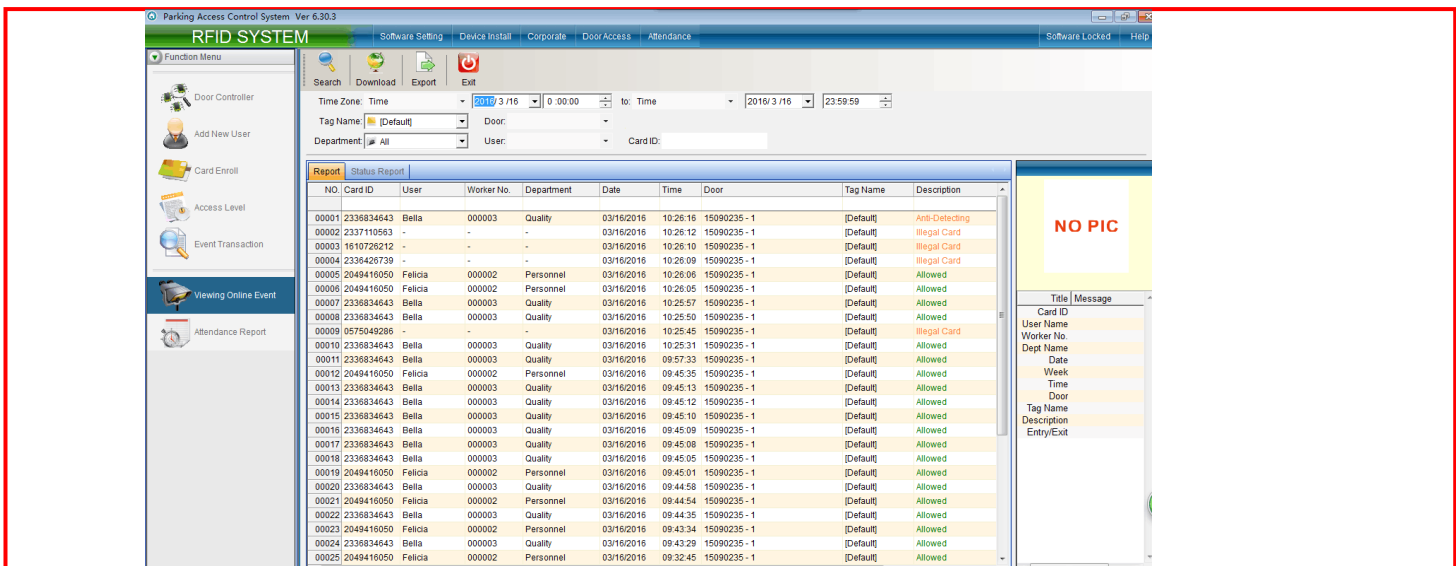 Parking Access Control System Ver 6.30.3
RFID SYSTEM
Software Setting Device Install Corporate Door Access Attendance Software Locked Help
Function Menu
Door Controller
Add New User
Card Enroll
Access Level
Event Transaction
Viewing Online Event
Attendance Report
Search Download Export Exit
Time Zone: Time 2016/ 3 /16 0 :00:00 to: Time 2016/ 3 /16 23:59:59
Tag Name: [Default] Door:
Department: All User: Card ID:
Report Status Report
NO. Card ID User Worker No. Department Date Time Door Tag Name Description
00001 2336834643 Bella 000003 Quality 03/16/2016 10:26:16 15090235 - 1 [Default] Anti-Detecting
00002 2337110563 - - - 03/16/2016 10:26:12 15090235 - 1 [Default] Illegal Card
00003 1610726212 - - - 03/16/2016 10:26:10 15090235 - 1 [Default] Illegal Card
00004 2336426739 - - - 03/16/2016 10:26:09 15090235 - 1 [Default] Illegal Card
00005 2049416050 Felicia 000002 Personnel 03/16/2016 10:26:06 15090235 - 1 [Default] Allowed
00006 2049416050 Felicia 000002 Personnel 03/16/2016 10:26:05 15090235 - 1 [Default] Allowed
00007 2336834643 Bella 000003 Quality 03/16/2016 10:25:57 15090235 - 1 [Default] Allowed
00008 2336834643 Bella 000003 Quality 03/16/2016 10:25:50 15090235 - 1 [Default] Allowed
00009 0575049286 - - - 03/16/2016 10:25:45 15090235 - 1 [Default] Illegal Card
00010 2336834643 Bella 000003 Quality 03/16/2016 10:25:31 15090235 - 1 [Default] Allowed
00011 2336834643 Bella 000003 Quality 03/16/2016 09:57:33 15090235 - 1 [Default] Allowed
00012 2049416050 Felicia 000002 Personnel 03/16/2016 09:45:35 15090235 - 1 [Default] Allowed
00013 2336834643 Bella 000003 Quality 03/16/2016 09:45:13 15090235 - 1 [Default] Allowed
00014 2336834643 Bella 000003 Quality 03/16/2016 09:45:12 15090235 - 1 [Default] Allowed
00015 2336834643 Bella 000003 Quality 03/16/2016 09:45:10 15090235 - 1 [Default] Allowed
00016 2336834643 Bella 000003 Quality 03/16/2016 09:45:09 15090235 - 1 [Default] Allowed
00017 2336834643 Bella 000003 Quality 03/16/2016 09:45:08 15090235 - 1 [Default] Allowed
00018 2336834643 Bella 000003 Quality 03/16/2016 09:45:05 15090235 - 1 [Default] Allowed
00019 2049416050 Felicia 000002 Personnel 03/16/2016 09:45:01 15090235 - 1 [Default] Allowed
00020 2336834643 Bella 000003 Quality 03/16/2016 09:44:58 15090235 - 1 [Default] Allowed
00021 2049416050 Felicia 000002 Personnel 03/16/2016 09:44:54 15090235 - 1 [Default] Allowed
00022 2336834643 Bella 000003 Quality 03/16/2016 09:44:35 15090235 - 1 [Default] Allowed
00023 2049416050 Felicia 000002 Personnel 03/16/2016 09:43:34 15090235 - 1 [Default] Allowed
00024 2336834643 Bella 000003 Quality 03/16/2016 09:43:29 15090235 - 1 [Default] Allowed
00025 2049416050 Felicia 000002 Personnel 03/16/2016 09:32:45 15090235 - 1 [Default] Allowed
NO PIC
Title Message
Card ID
User Name
Worker No.
Dept Name
Date
Week
Time
Door
Tag Name
Description
Entry/Exit